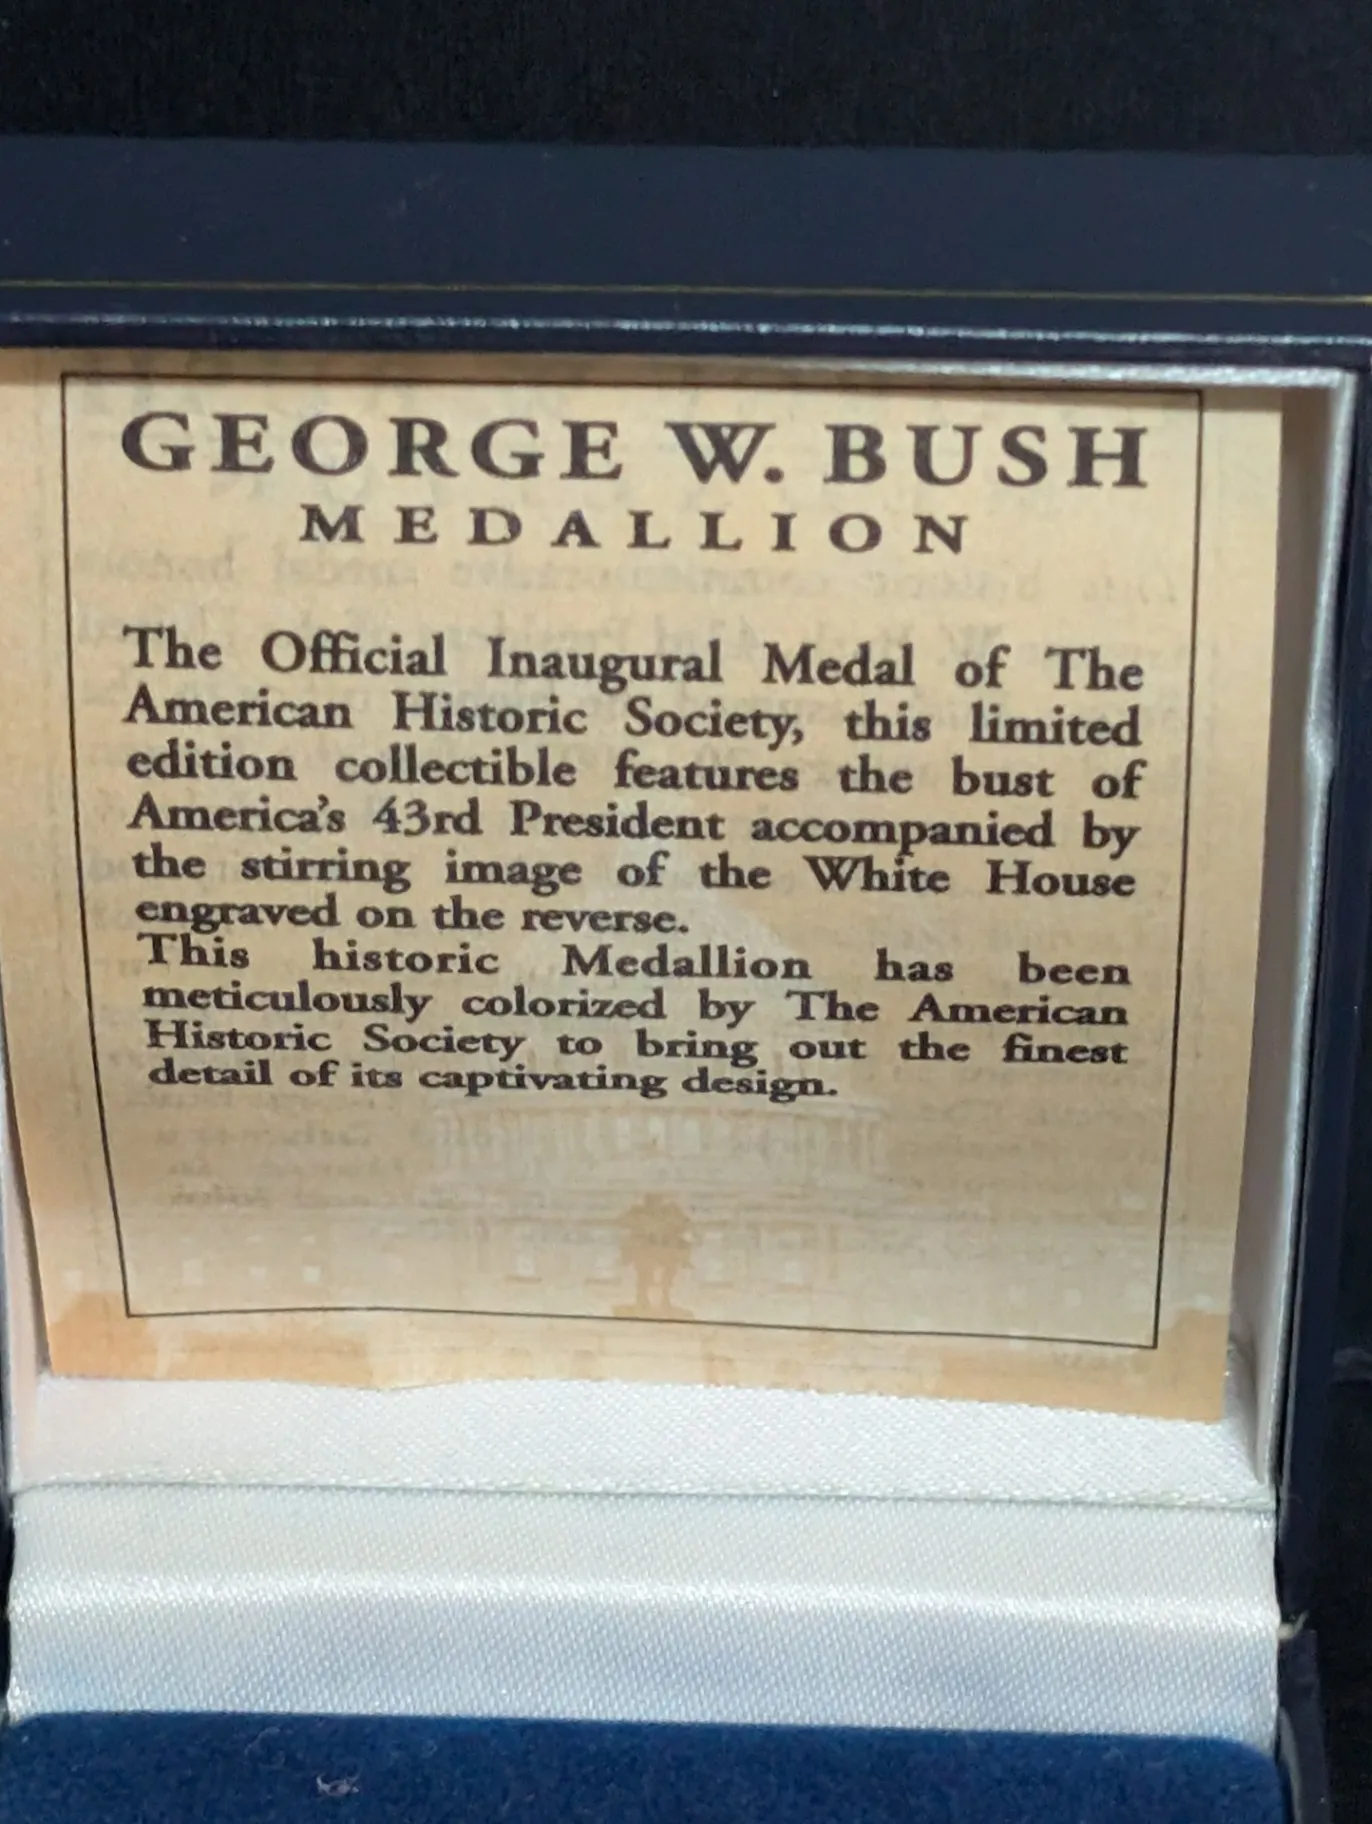 GEORGE W. BUSH
MEDALLION
The Official Inaugural Medal of The
American Historic Society, this limited
edition collectible features the bust of
America's 43rd President accompanied by
the stirring image of the White House
engraved on the reverse.
This historic Medallion has been
meticulously colorized by The American
Historic Society to bring out the finest
detail of its captivating design.